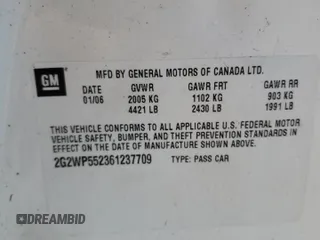 GM
MFD BY GENERAL MOTORS OF CANADA LTD.
DATE GVWR GAWR FRT GAWR RR
01/06 2005 KG 1102 KG 903 KG
4421 LB 2430 LB 1991 LB
THIS VEHICLE CONFORMS TO ALL APPLICABLE U.S. FEDERAL MOTOR
VEHICLE SAFETY, BUMPER, AND THEFT PREVENTION STANDARDS IN
EFFECT ON THE DATE OF MANUFACTURE SHOWN ABOVE.
2G2WP552361237709 TYPE: PASS CAR
DREAMBID